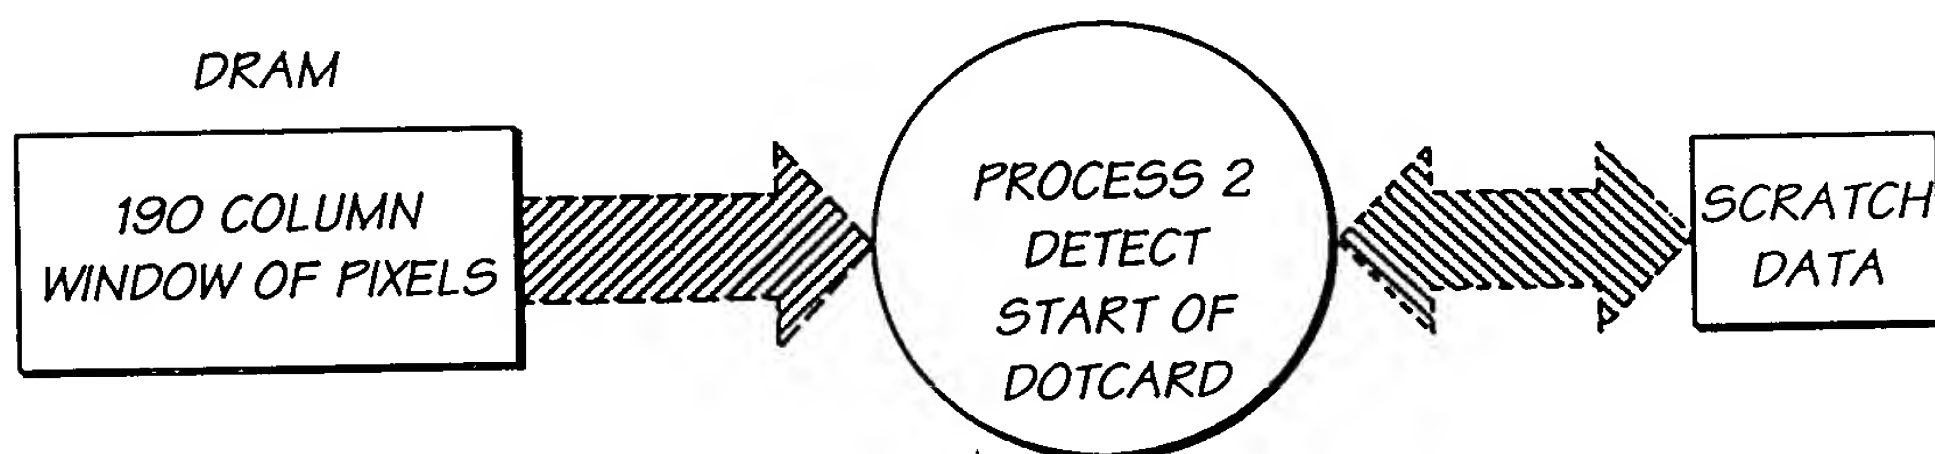 DRAM
190 COLUMN
WINDOW OF PIXELS
PROCESS 2
DETECT
START OF
DOTCARD
SCRATCH
DATA